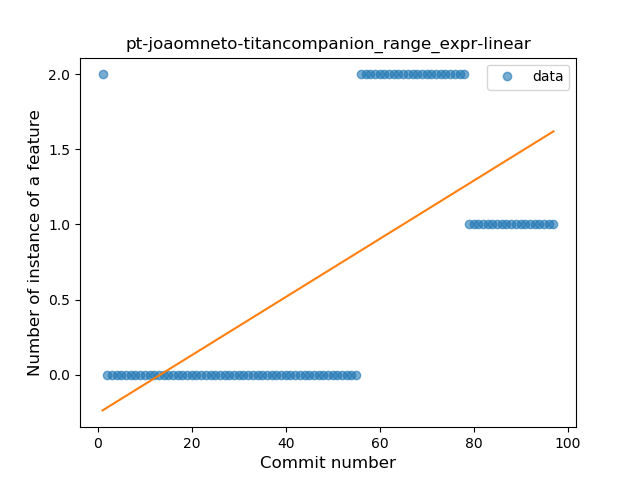 pt-joaomneto-titancompanion_range_expr-linear
data
Number of instance of a feature
2.0
1.5
1.0
0.5
0.0
0 20 40 60 80 100
Commit number